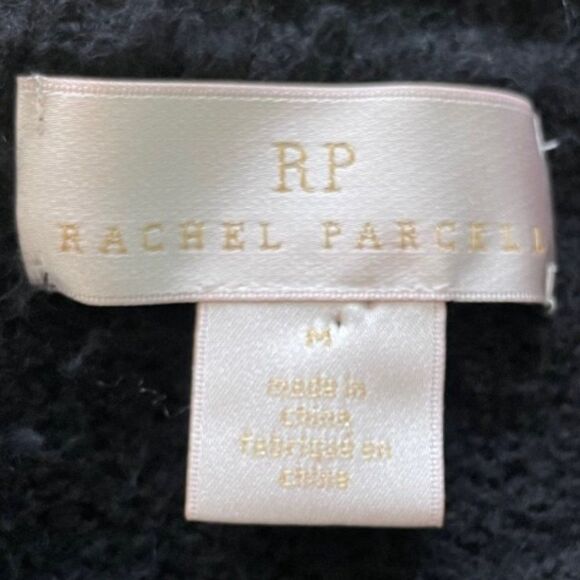 RP
RACHEL PARCELL
M
made in
China
fabriqué en
Chine